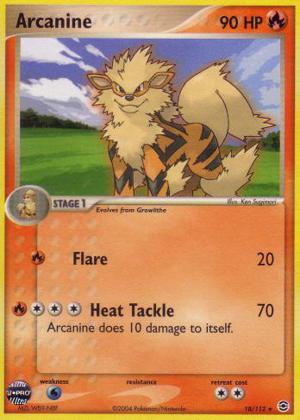 Arcanine
90 HP
Illus. Ken Sugimori
STAGE 1
Evolves from Growlithe
Flare 20
Heat Tackle 70
Arcanine does 10 damage to itself.
weakness resistance retreat cost
©2004 Pokémon/Nintendo
18/112 ★